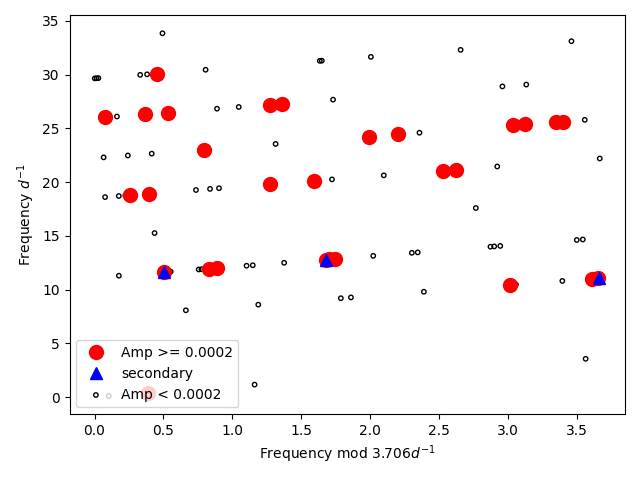 35
30
25
20
15
10
5
0
Frequency $d^{-1}$
Amp >= 0.0002
secondary
Amp < 0.0002
0.0 0.5 1.0 1.5 2.0 2.5 3.0 3.5
Frequency mod 3.706$d^{-1}$